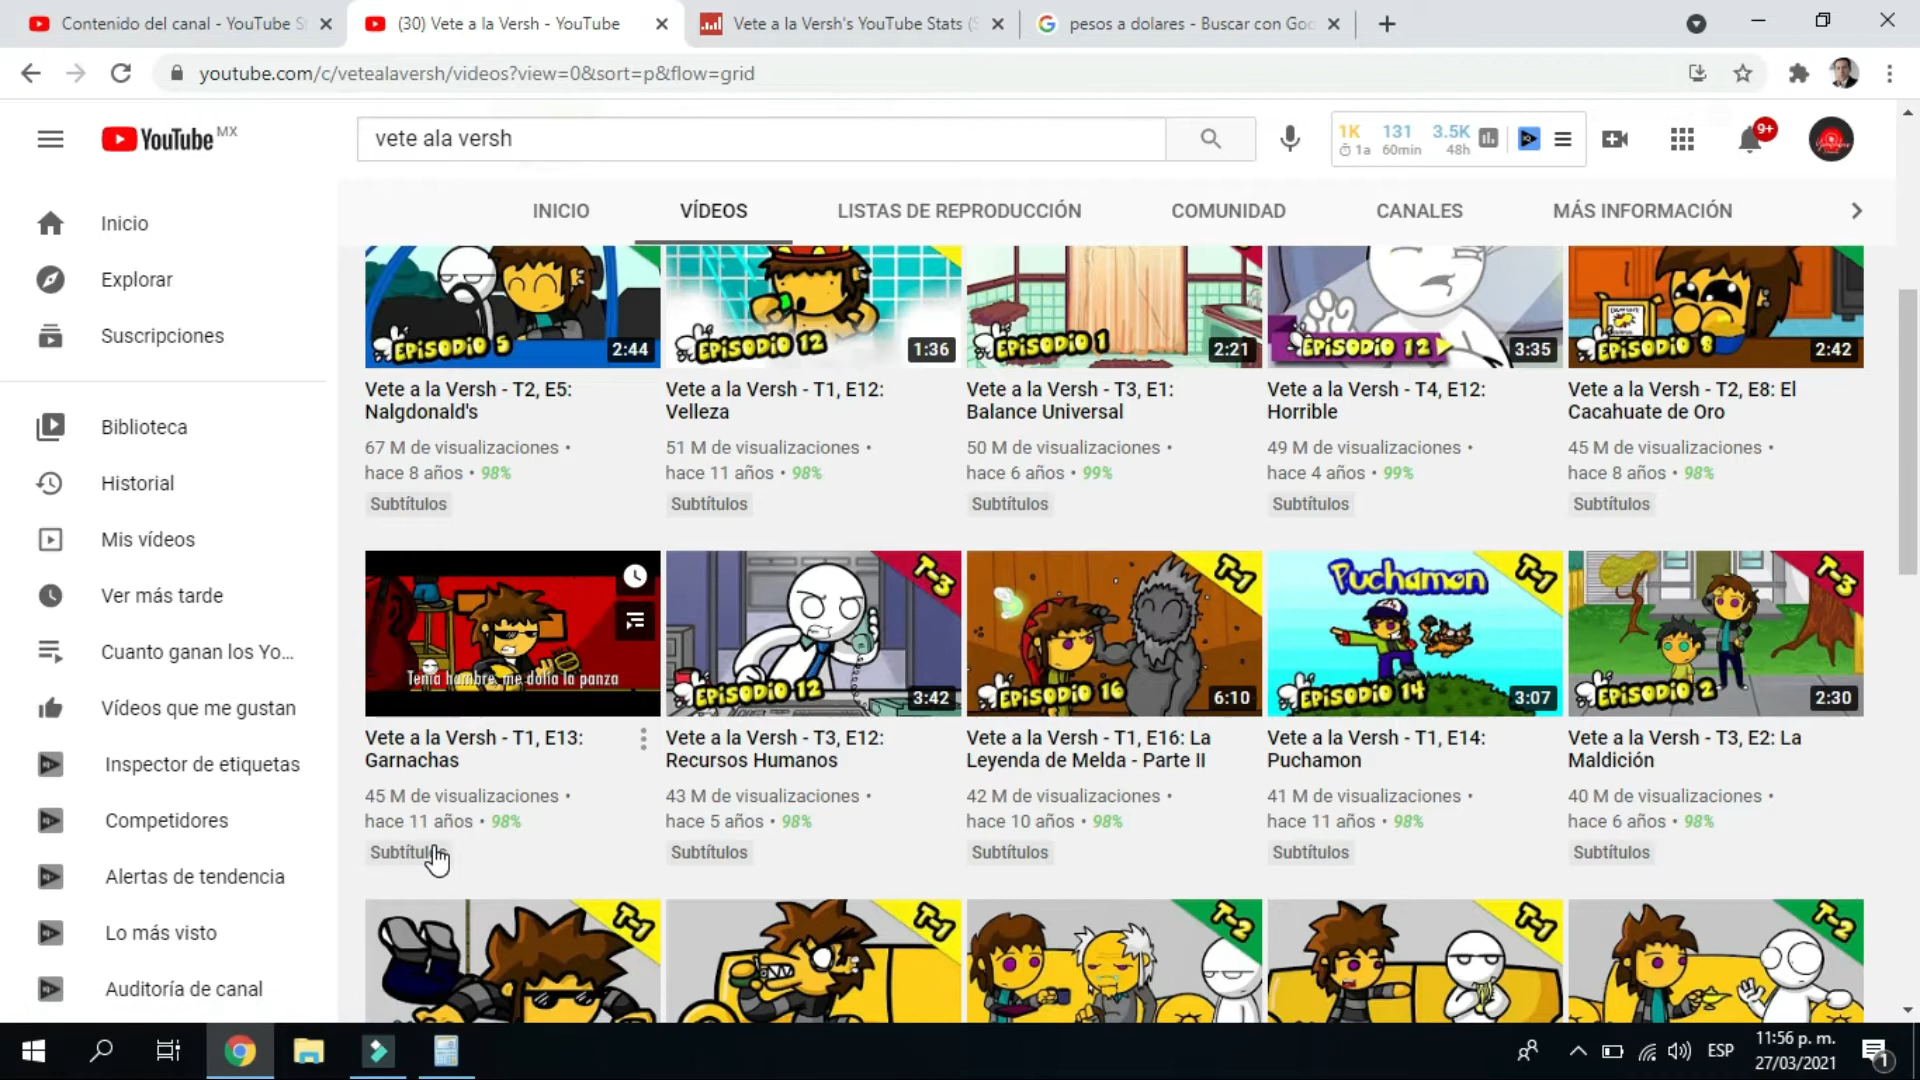 Contenido del canal - YouTube S
(30) Vete a la Versh - YouTube
Vete a la Versh's YouTube Stats (S
pesos a dolares - Buscar con Goo
youtube.com/c/vetealaversh/videos?view=0&sort=p&flow=grid
YouTube MX
vete ala versh
1K 131 3.5K
1a 60min 48h
9+
INICIO VÍDEOS LISTAS DE REPRODUCCIÓN COMUNIDAD CANALES MÁS INFORMACIÓN
Inicio
Explorar
Suscripciones
Biblioteca
Historial
Mis vídeos
Ver más tarde
Cuanto ganan los Yo...
Vídeos que me gustan
Inspector de etiquetas
Competidores
Alertas de tendencia
Lo más visto
Auditoría de canal
EPiSODiO 5 2:44
Vete a la Versh - T2, E5:
Nalgdonald's
67 M de visualizaciones •
hace 8 años • 98%
Subtítulos
EPiSODiO 12 1:36
Vete a la Versh - T1, E12:
Velleza
51 M de visualizaciones •
hace 11 años • 98%
Subtítulos
EPiSODiO 1 2:21
Vete a la Versh - T3, E1:
Balance Universal
50 M de visualizaciones •
hace 6 años • 99%
Subtítulos
EPiSODiO 12 3:35
Vete a la Versh - T4, E12:
Horrible
49 M de visualizaciones •
hace 4 años • 99%
Subtítulos
EPiSODiO 8 2:42
Vete a la Versh - T2, E8: El
Cacahuate de Oro
45 M de visualizaciones •
hace 8 años • 98%
Subtítulos
Tenía hambre, me dolía la panza
Vete a la Versh - T1, E13:
Garnachas
45 M de visualizaciones •
hace 11 años • 98%
Subtítulos
T-3
EPiSODiO 12 3:42
Vete a la Versh - T3, E12:
Recursos Humanos
43 M de visualizaciones •
hace 5 años • 98%
Subtítulos
T-1
EPiSODiO 16 6:10
Vete a la Versh - T1, E16: La
Leyenda de Melda - Parte II
42 M de visualizaciones •
hace 10 años • 98%
Subtítulos
Puchamon T-1
EPiSODiO 14 3:07
Vete a la Versh - T1, E14:
Puchamon
41 M de visualizaciones •
hace 11 años • 98%
Subtítulos
T-3
EPiSODiO 2 2:30
Vete a la Versh - T3, E2: La
Maldición
40 M de visualizaciones •
hace 6 años • 98%
Subtítulos
T-1
T-1
T-2
T-1
T-2
ESP
11:56 p. m.
27/03/2021
1